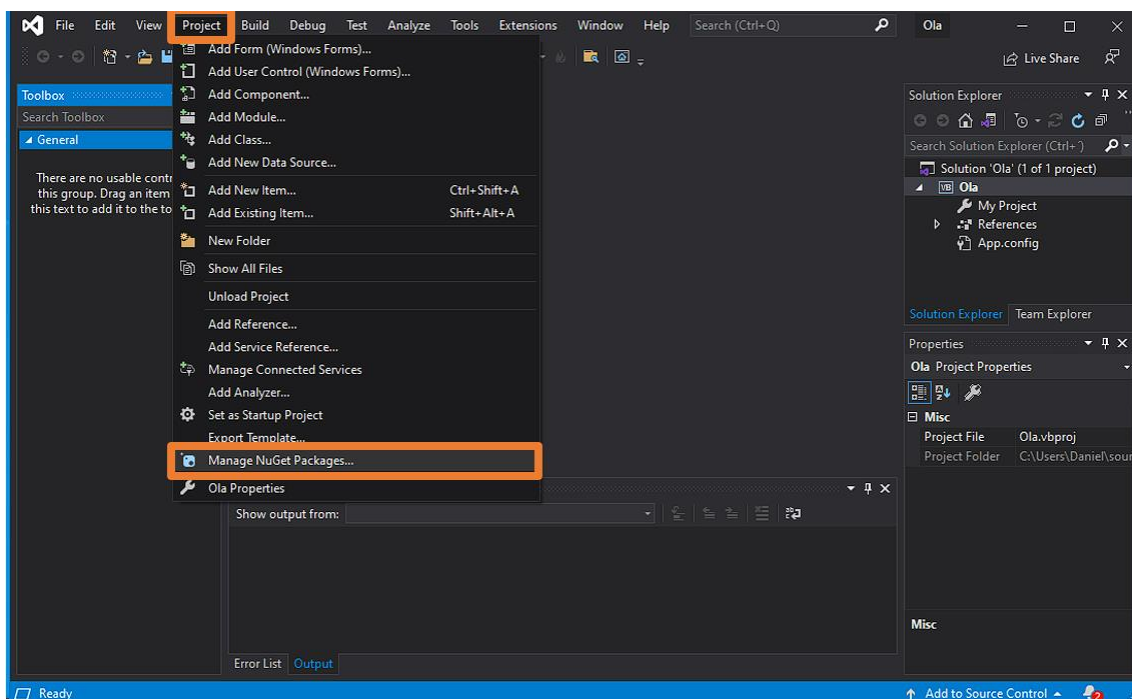 File Edit View Project Build Debug Test Analyze Tools Extensions Window Help Search (Ctrl+Q) Ola
Live Share
Toolbox
Search Toolbox
General
There are no usable
this group. Drag an item
this text to add it to the
Add Form (Windows Forms)...
Add User Control (Windows Forms)...
Add Component...
Add Module...
Add Class...
Add New Data Source...
Add New Item... Ctrl+Shift+A
Add Existing Item... Shift+Alt+A
New Folder
Show All Files
Unload Project
Add Reference...
Add Service Reference...
Manage Connected Services
Add Analyzer...
Set as Startup Project
Export Template...
Manage NuGet Packages...
Ola Properties
Show output from:
Error List Output
Solution Explorer
Search Solution Explorer (Ctrl+´)
Solution 'Ola' (1 of 1 project)
VB Ola
My Project
References
App.config
Solution Explorer Team Explorer
Properties
Ola Project Properties
Misc
Project File Ola.vbproj
Project Folder C:\Users\Daniel\sour
Misc
Ready Add to Source Control 2